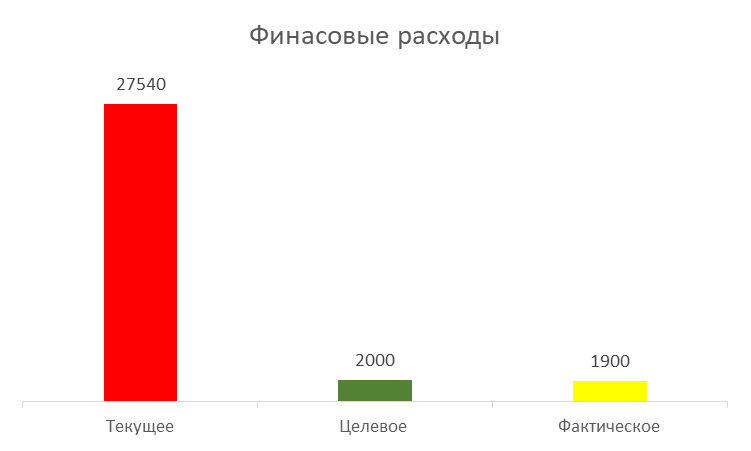 Финасовые расходы
27540
2000
1900
Текущее
Целевое
Фактическое